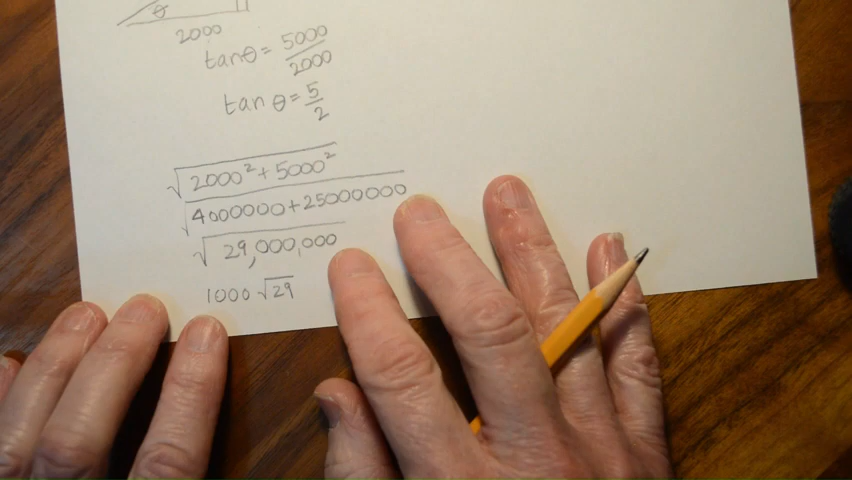 θ
2000
tanθ = 5000/2000
tan θ = 5/2
√2000² + 5000²
√4000000 + 25000000
√29,000,000
1000 √29